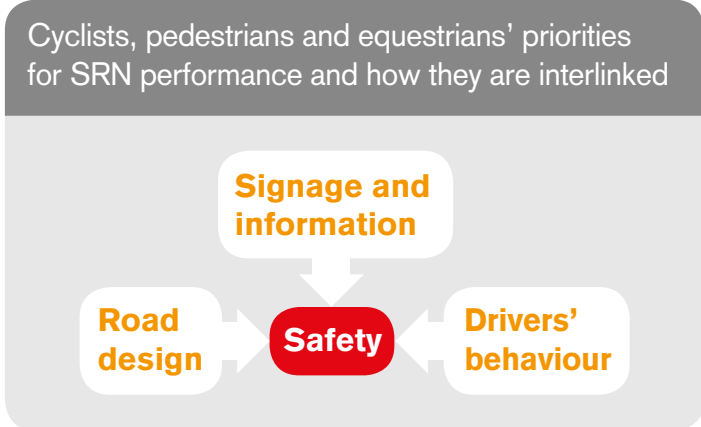 Cyclists, pedestrians and equestrians’ priorities
for SRN performance and how they are interlinked
Signage and
information
Road
design
Safety
Drivers’
behaviour